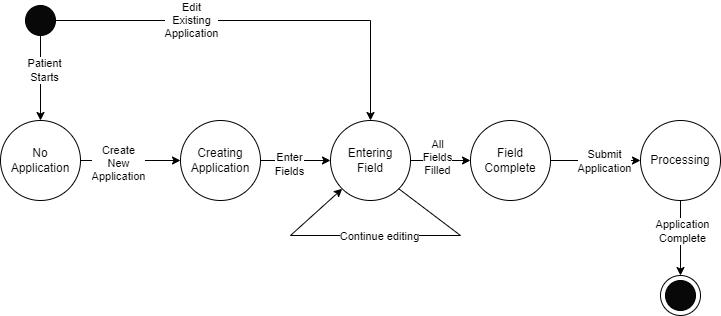 Edit
Existing
Application
Patient
Starts
No
Application
Create
New
Application
Creating
Application
Enter
Fields
Entering
Field
All
Fields
Filled
Field
Complete
Submit
Application
Processing
Continue editing
Application
Complete